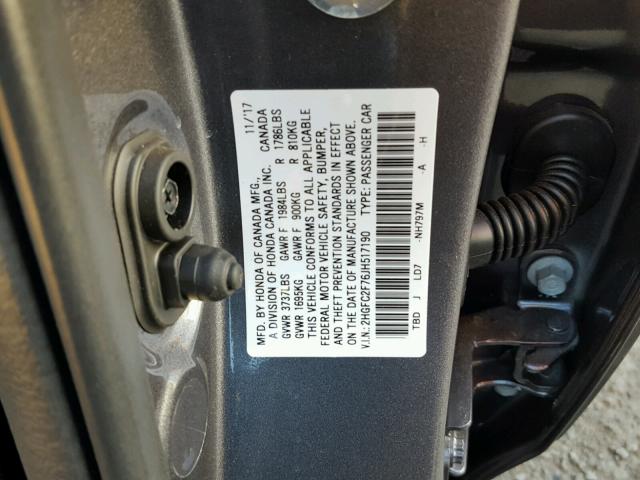 MFD. BY HONDA OF CANADA MFG. 11/'17
A DIVISION OF HONDA CANADA INC. CANADA
GVWR 3737LBS GAWR F 1984LBS R 1786LBS
GVWR 1695KG GAWR F 900KG R 810KG
THIS VEHICLE CONFORMS TO ALL APPLICABLE
FEDERAL MOTOR VEHICLE SAFETY, BUMPER,
AND THEFT PREVENTION STANDARDS IN EFFECT
ON THE DATE OF MANUFACTURE SHOWN ABOVE.
V.I.N.: 2HGFC2F76JH517190 TYPE: PASSENGER CAR
TBD J LD7 -NH797M -A -H